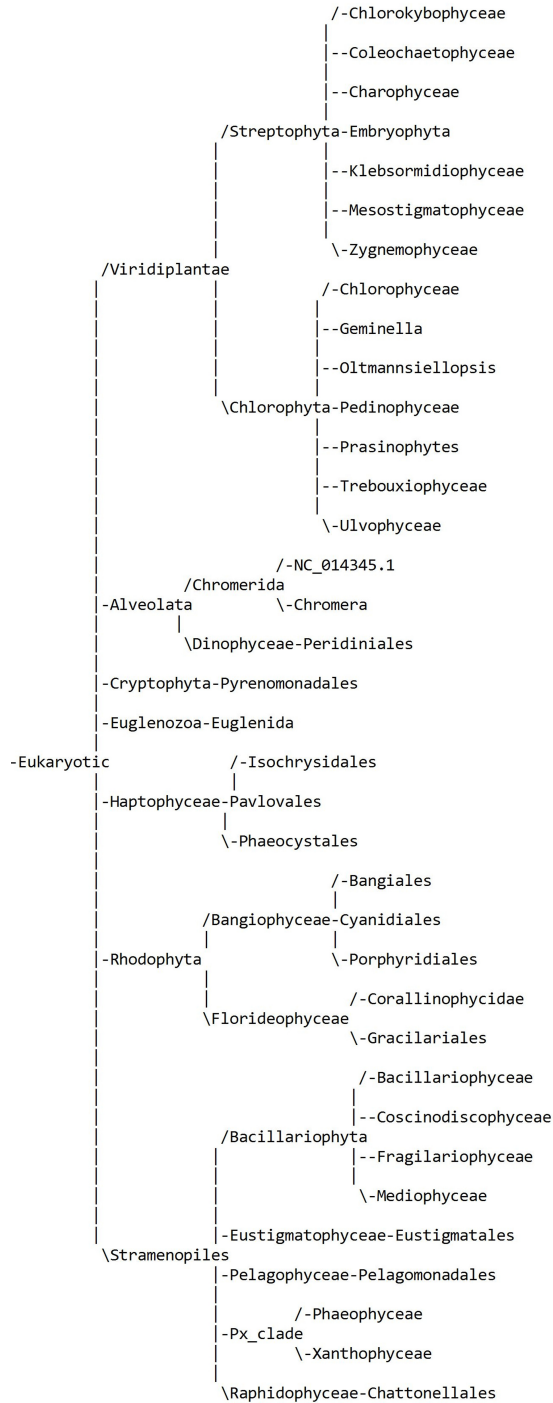 /-Chlorokybophyceae
--Coleochaetophyceae
--Charophyceae
/Streptophyta-Embryophyta
--Klebsormidiophyceae
--Mesostigmatophyceae
\-Zygnemophyceae
/Viridiplantae
/-Chlorophyceae
--Geminella
--Oltmannsiellopsis
\Chlorophyta-Pedinophyceae
--Prasinophytes
--Trebouxiophyceae
\-Ulvophyceae
/-NC_014345.1
/Chromerida
-Alveolata \-Chromera
\Dinophyceae-Peridiniales
-Cryptophyta-Pyrenomonadales
-Euglenozoa-Euglenida
-Eukaryotic /-Isochrysidales
-Haptophyceae-Pavlovales
\-Phaeocystales
/-Bangiales
/Bangiophyceae-Cyanidiales
-Rhodophyta \-Porphyridiales
/-Corallinophycidae
\Florideophyceae
\-Gracilariales
/-Bacillariophyceae
--Coscinodiscophyceae
/Bacillariophyta
--Fragilariophyceae
\-Mediophyceae
-Eustigmatophyceae-Eustigmatales
\Stramenopiles
-Pelagophyceae-Pelagomonadales
/-Phaeophyceae
-Px_clade
\-Xanthophyceae
\Raphidophyceae-Chattonellales